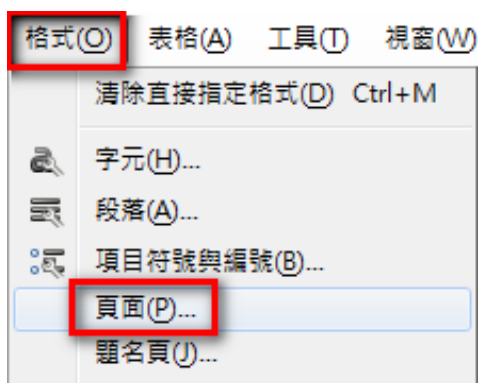 格式(O) 表格(A) 工具(T) 視窗(W)
清除直接指定格式(D) Ctrl+M
字元(H)...
段落(A)...
項目符號與編號(B)...
頁面(P)...
題名頁(J)...